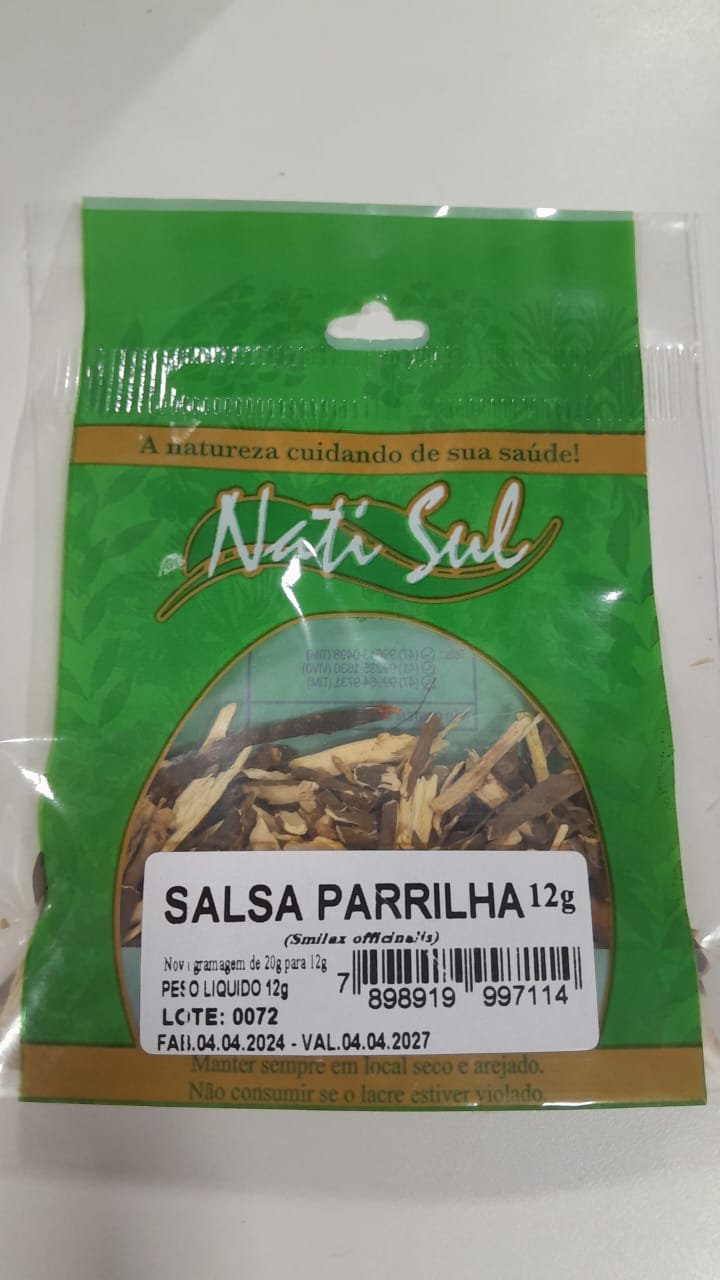 A natureza cuidando de sua saúde!
Nati Sul
SALSA PARRILHA 12g
(Smilax officinalis)
Nova gramagem de 20g para 12g
PESO LIQUIDO 12g
LOTE: 0072
FAB.04.04.2024 - VAL.04.04.2027
7 898919 997114
Manter sempre em local seco e arejado.
Não consumir se o lacre estiver violado.